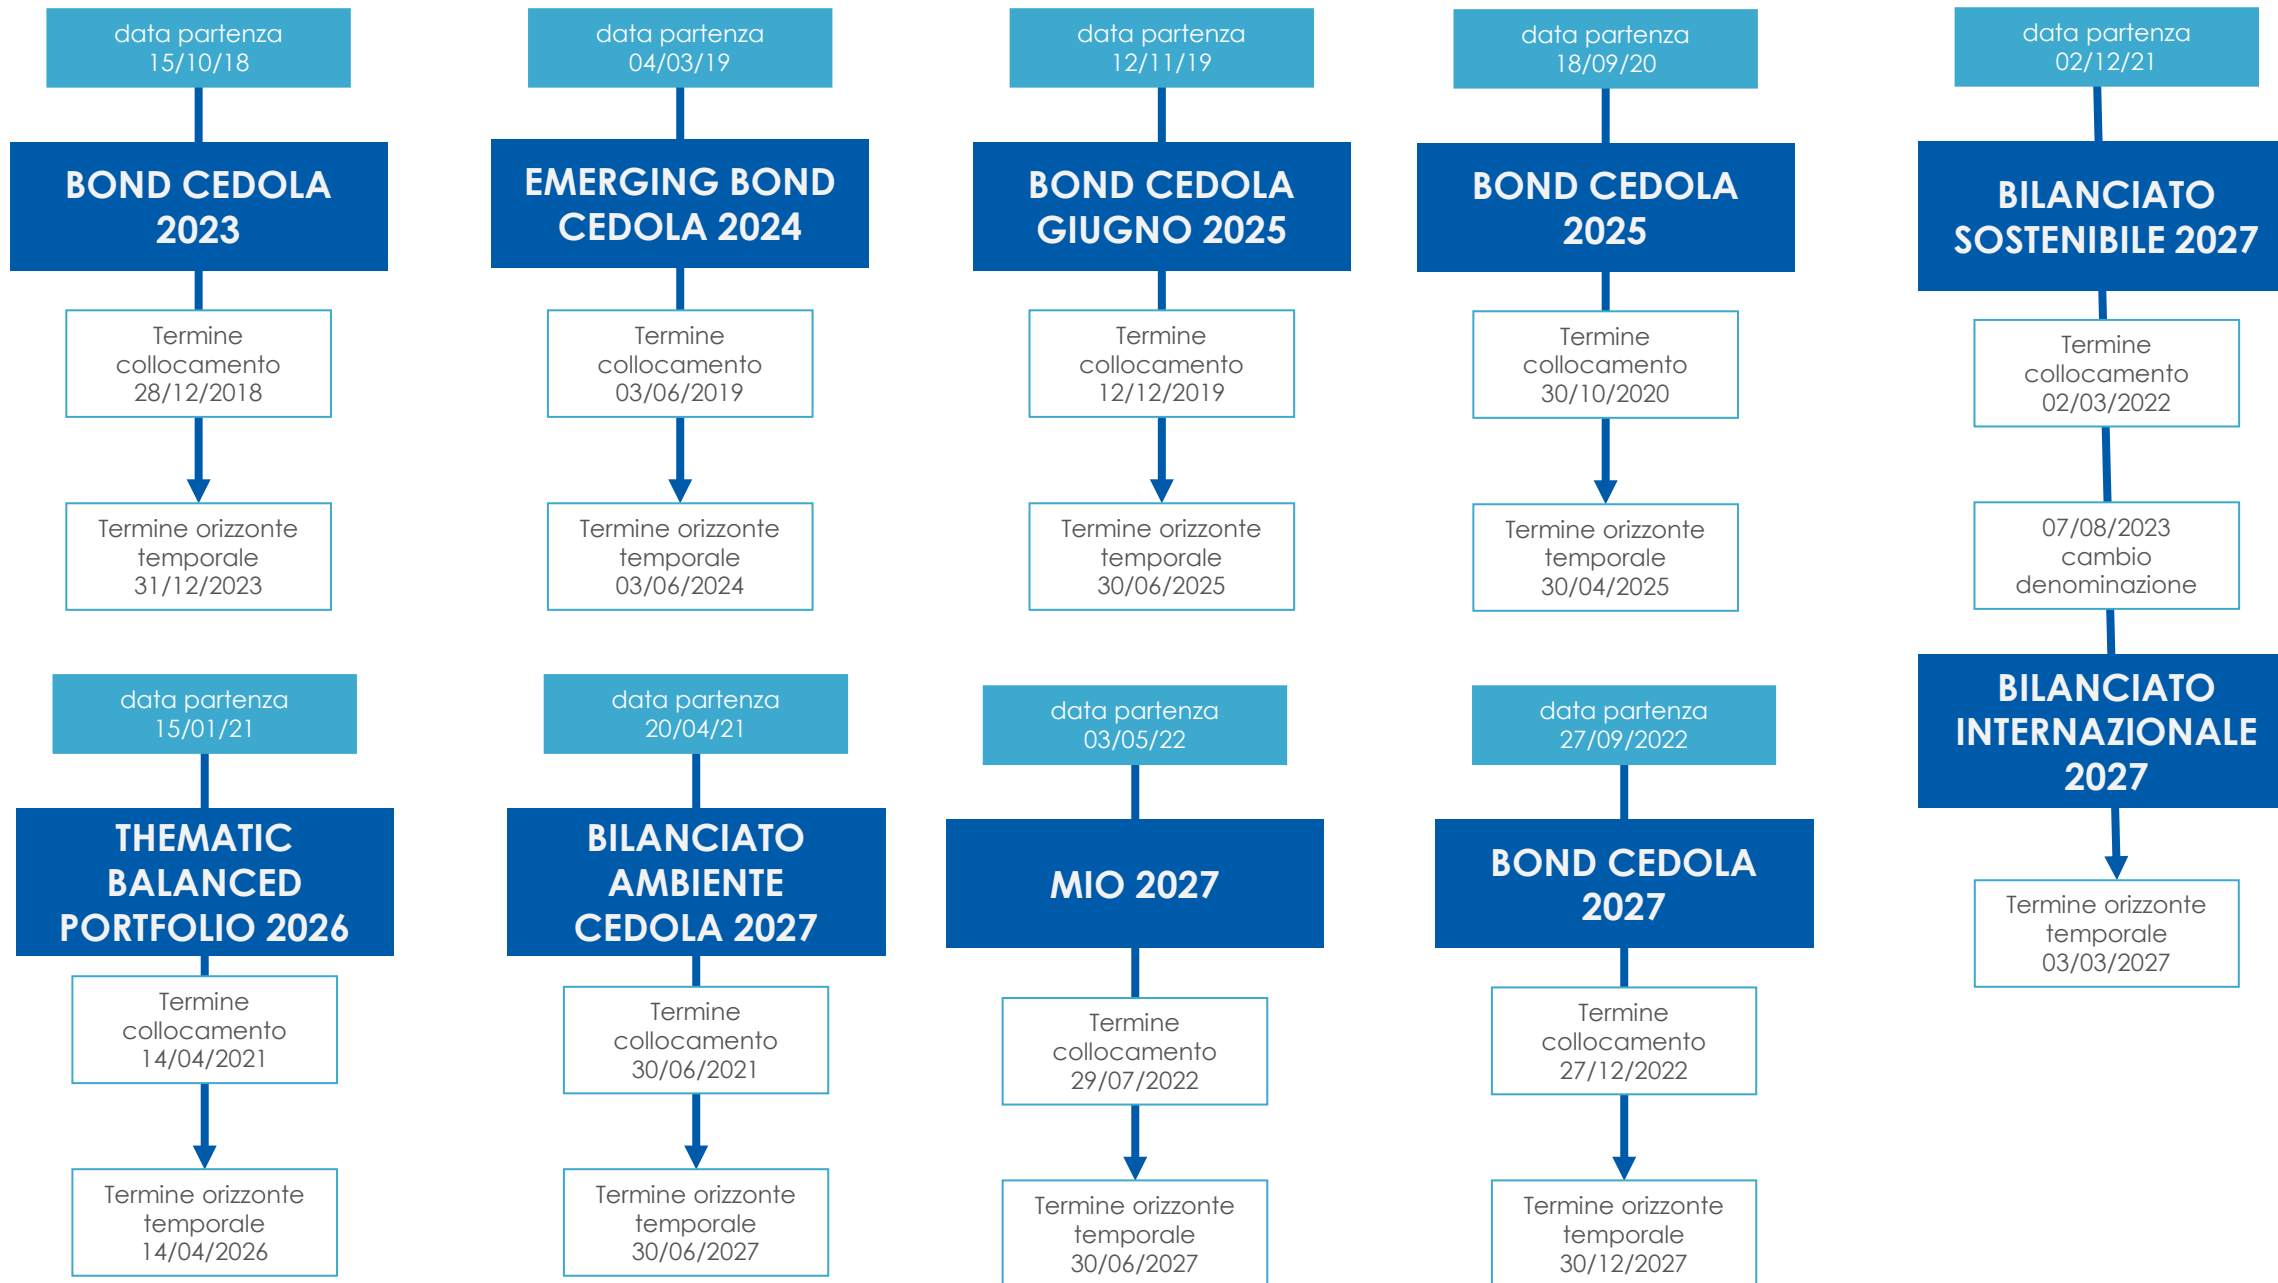 data partenza
15/10/18
BOND CEDOLA
2023
Termine
collocamento
28/12/2018
Termine orizzonte
temporale
31/12/2023
data partenza
04/03/19
EMERGING BOND
CEDOLA 2024
Termine
collocamento
03/06/2019
Termine orizzonte
temporale
03/06/2024
data partenza
12/11/19
BOND CEDOLA
GIUGNO 2025
Termine
collocamento
12/12/2019
Termine orizzonte
temporale
30/06/2025
data partenza
18/09/20
BOND CEDOLA
2025
Termine
collocamento
30/10/2020
Termine orizzonte
temporale
30/04/2025
data partenza
02/12/21
BILANCIATO
SOSTENIBILE 2027
Termine
collocamento
02/03/2022
07/08/2023
cambio
denominazione
BILANCIATO
INTERNAZIONALE
2027
Termine orizzonte
temporale
03/03/2027
data partenza
15/01/21
THEMATIC
BALANCED
PORTFOLIO 2026
Termine
collocamento
14/04/2021
Termine orizzonte
temporale
14/04/2026
data partenza
20/04/21
BILANCIATO
AMBIENTE
CEDOLA 2027
Termine
collocamento
30/06/2021
Termine orizzonte
temporale
30/06/2027
data partenza
03/05/22
MIO 2027
Termine
collocamento
29/07/2022
Termine orizzonte
temporale
30/06/2027
data partenza
27/09/2022
BOND CEDOLA
2027
Termine
collocamento
27/12/2022
Termine orizzonte
temporale
30/12/2027